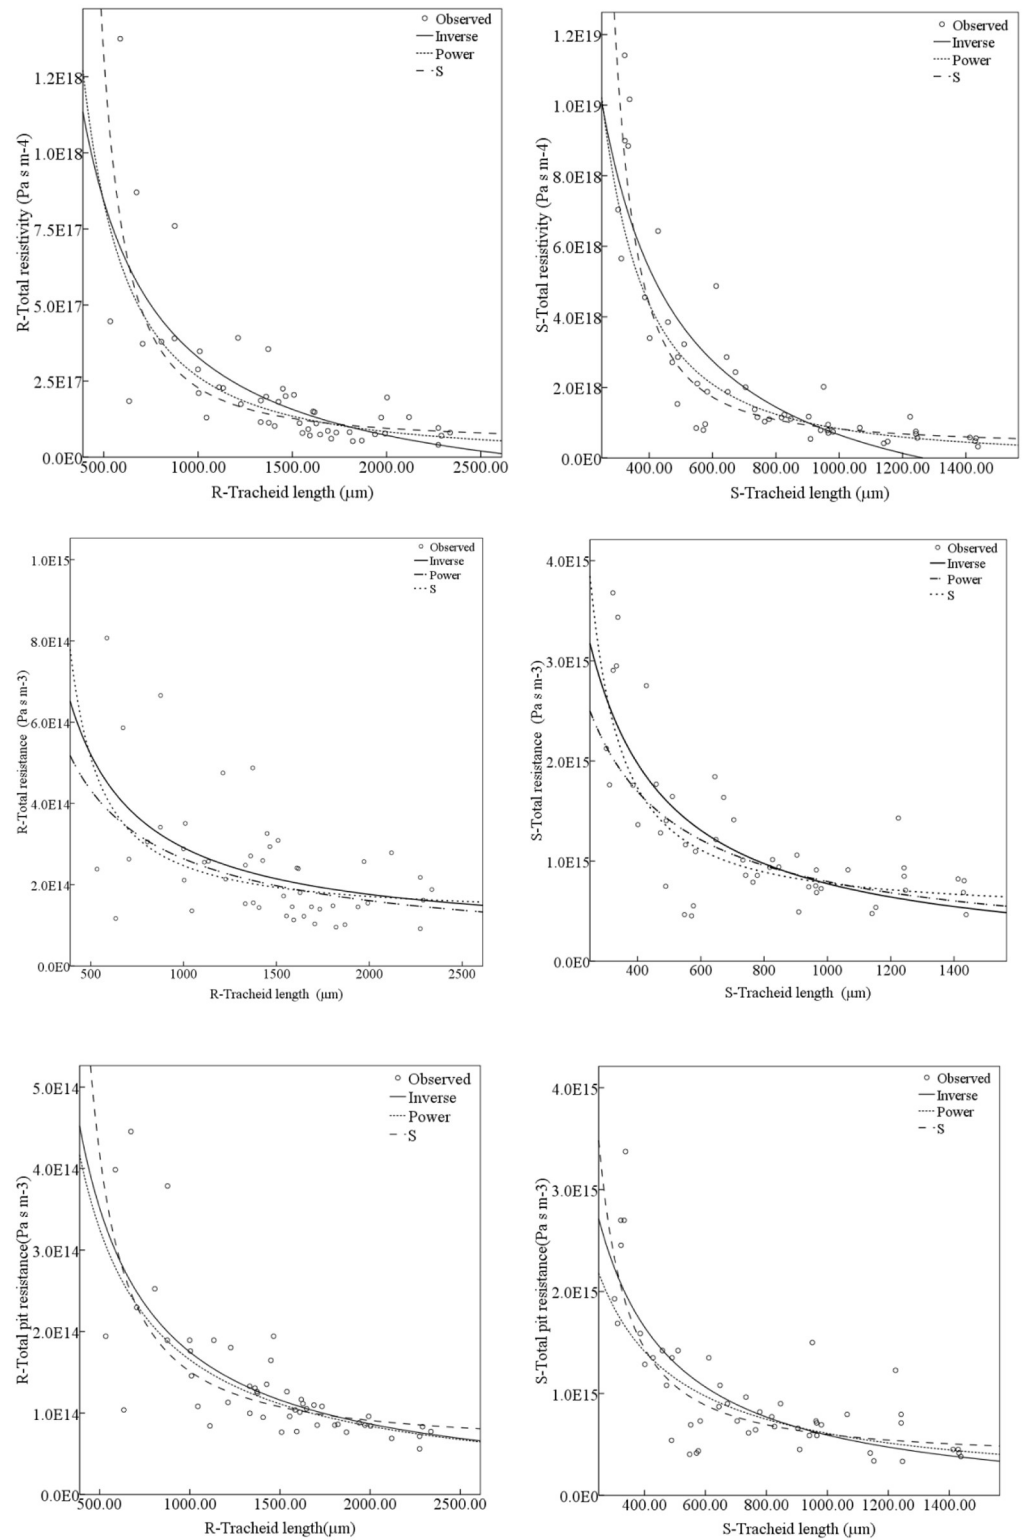 Observed
Inverse
Power
S
1.2E18
1.0E18
7.5E17
5.0E17
2.5E17
0.0E0
500.00 1000.00 1500.00 2000.00 2500.00
R-Tracheid length (µm)
R-Total resistivity (Pa s m-4)
Observed
Inverse
Power
S
1.2E19
1.0E19
8.0E18
6.0E18
4.0E18
2.0E18
0.0E0
400.00 600.00 800.00 1000.00 1200.00 1400.00
S-Tracheid length (µm)
S-Total resistivity (Pa s m-4)
Observed
Inverse
Power
S
1.0E15
8.0E14
6.0E14
4.0E14
2.0E14
0.0E0
500 1000 1500 2000 2500
R-Tracheid length (µm)
R-Total resistance (Pa s m-3)
Observed
Inverse
Power
S
4.0E15
3.0E15
2.0E15
1.0E15
0.0E0
400 600 800 1000 1200 1400
S-Tracheid length (µm)
S-Total resistance (Pa s m-3)
Observed
Inverse
Power
S
5.0E14
4.0E14
3.0E14
2.0E14
1.0E14
0.0E0
500.00 1000.00 1500.00 2000.00 2500.00
R-Tracheid length(µm)
R-Total pit resistance(Pa s m-3)
Observed
Inverse
Power
S
4.0E15
3.0E15
2.0E15
1.0E15
0.0E0
400.00 600.00 800.00 1000.00 1200.00 1400.00
S-Tracheid length (µm)
S-Total pit resistance(Pa s m-3)